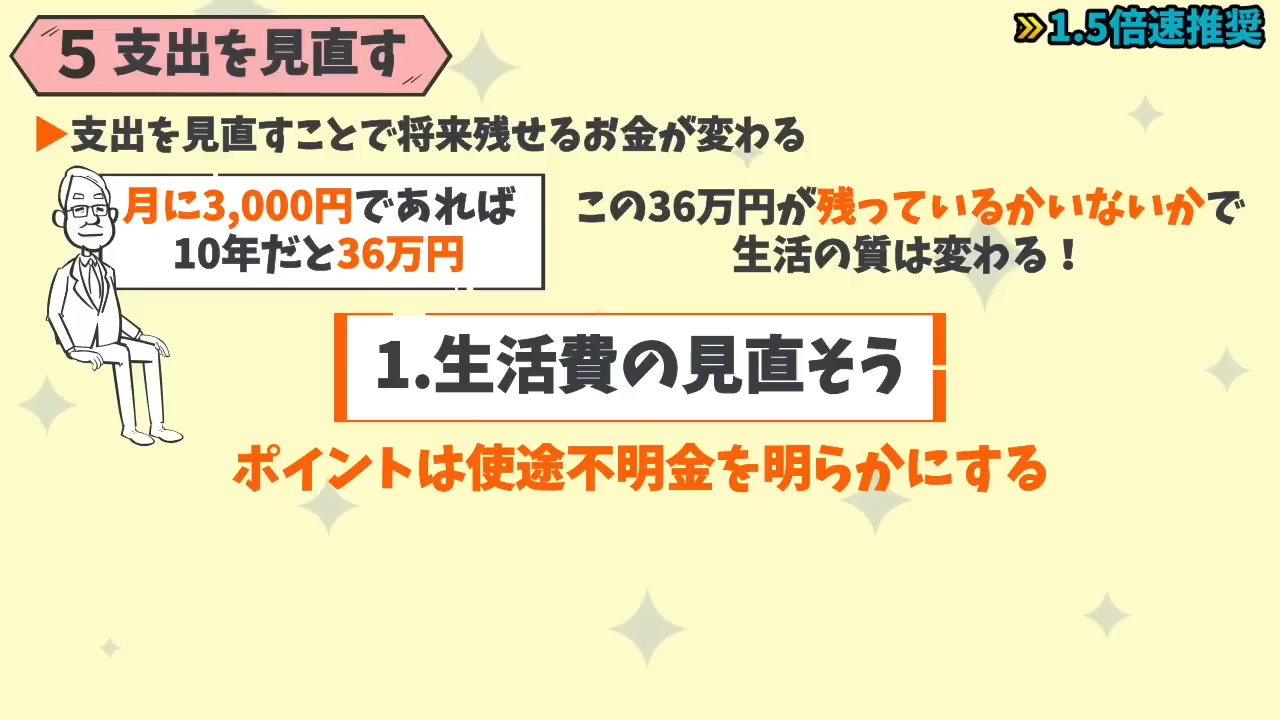 5 支出を見直す
1.5倍速推奨
▶支出を見直すことで将来残せるお金が変わる
月に3,000円であれば
10年だと36万円
この36万円が残っているかいないかで
生活の質は変わる！
1.生活費の見直そう
ポイントは使途不明金を明らかにする